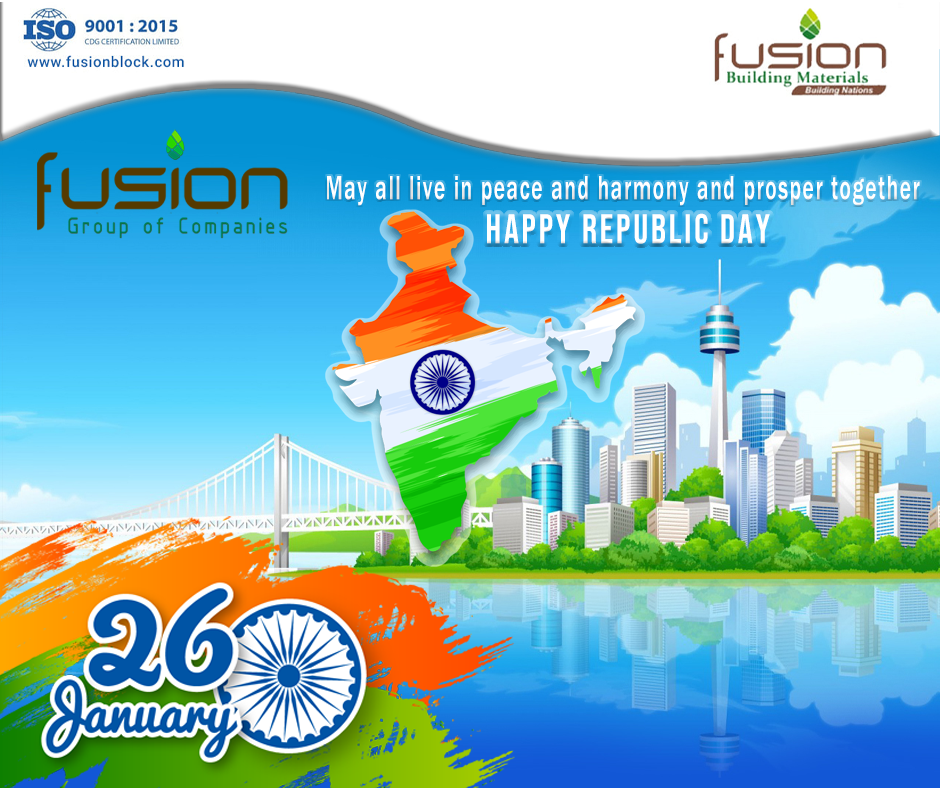 ISO 9001 : 2015
CDG CERTIFICATION LIMITED
www.fusionblock.com
fusion
Building Materials
Building Nations
fusion
Group of Companies
May all live in peace and harmony and prosper together
HAPPY REPUBLIC DAY
26
January